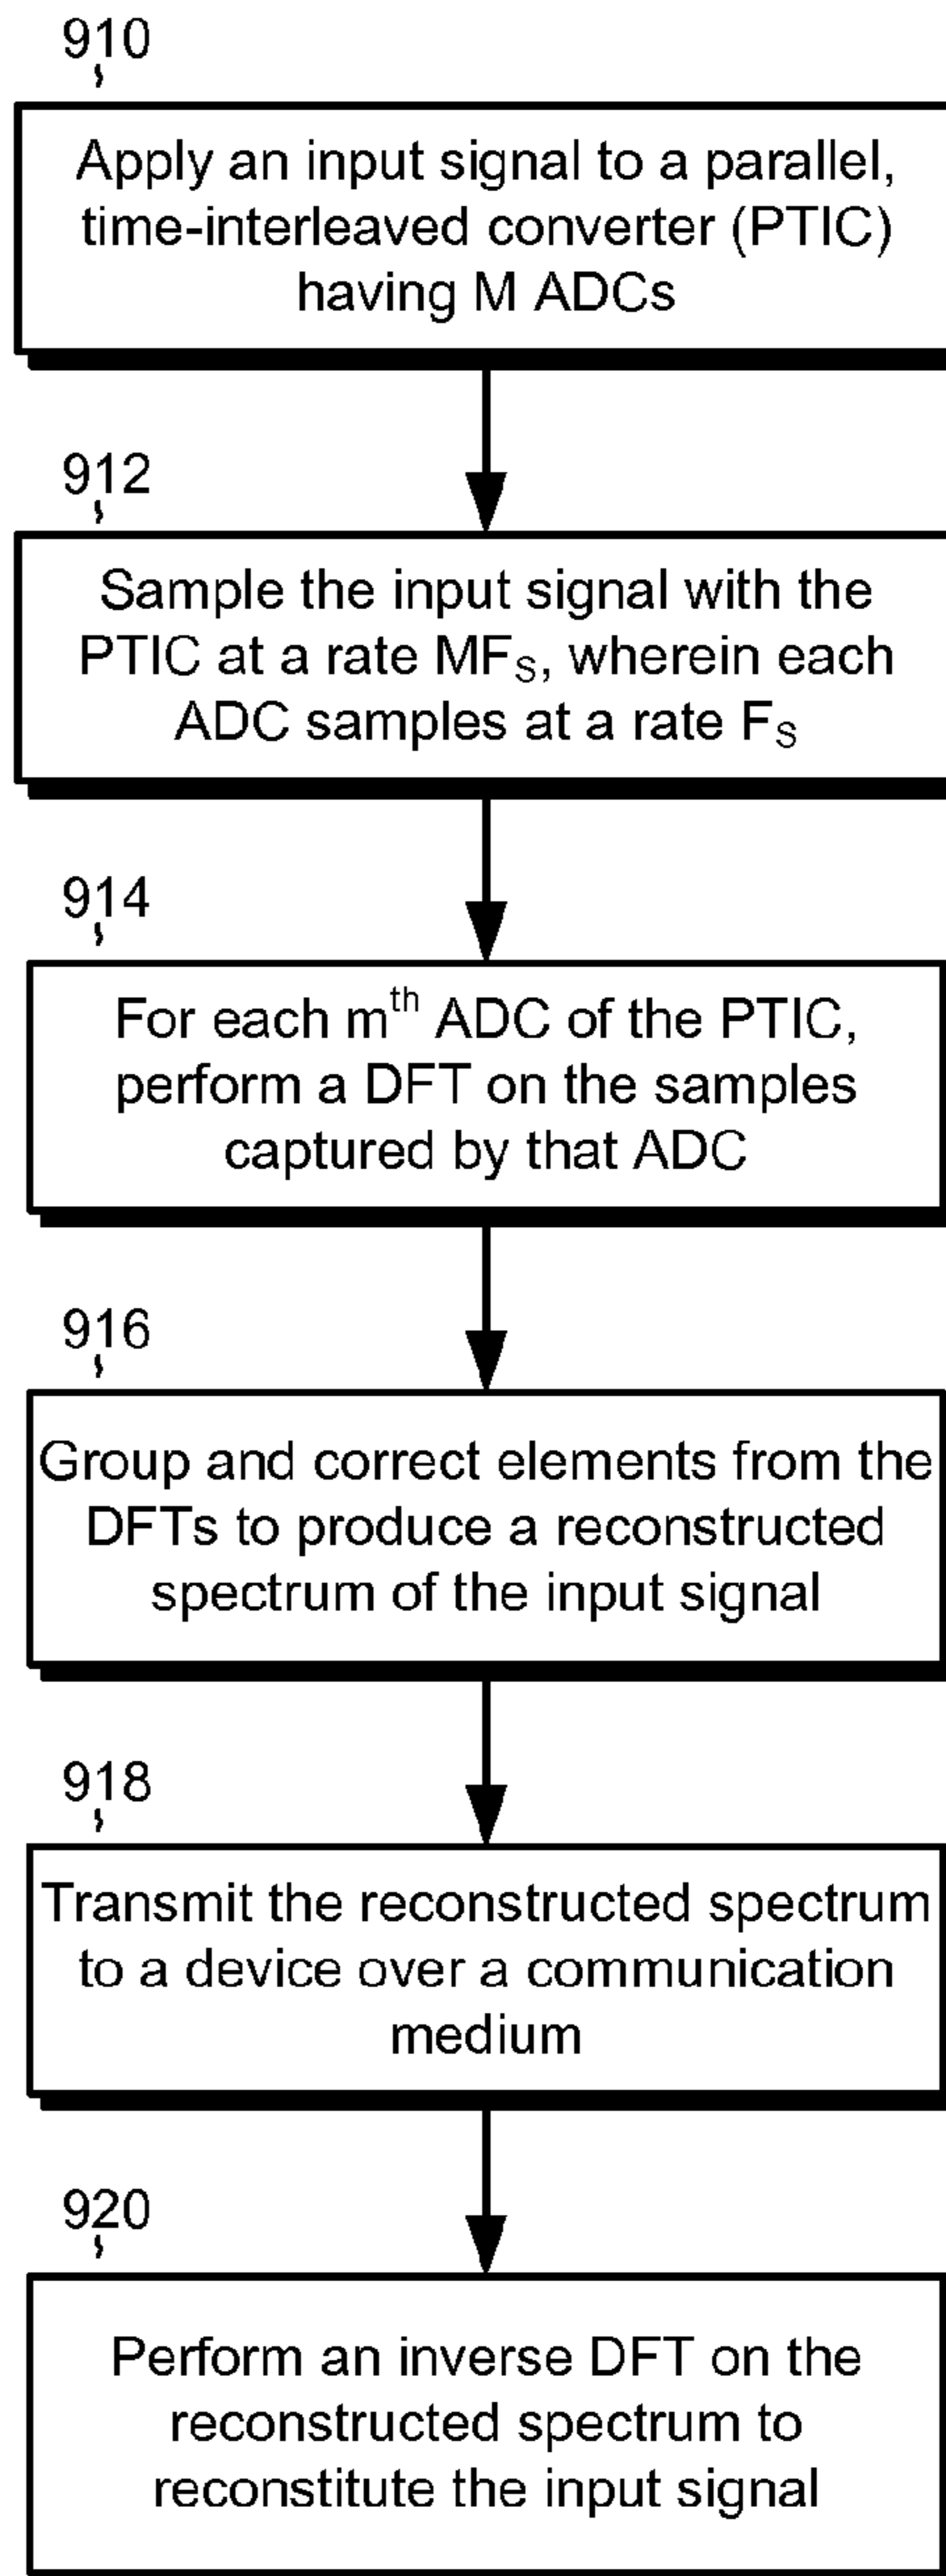 910
Apply an input signal to a parallel,
time-interleaved converter (PTIC)
having M ADCs
912
Sample the input signal with the
PTIC at a rate MFS, wherein each
ADC samples at a rate FS
914
For each mth ADC of the PTIC,
perform a DFT on the samples
captured by that ADC
916
Group and correct elements from the
DFTs to produce a reconstructed
spectrum of the input signal
918
Transmit the reconstructed spectrum
to a device over a communication
medium
920
Perform an inverse DFT on the
reconstructed spectrum to
reconstitute the input signal